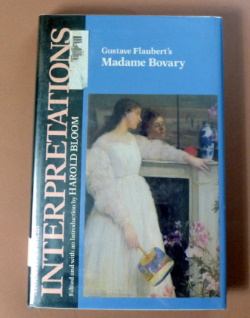 Gustave Flaubert's
Madame Bovary
INTERPRETATIONS
Edited and with an Introduction by HAROLD BLOOM